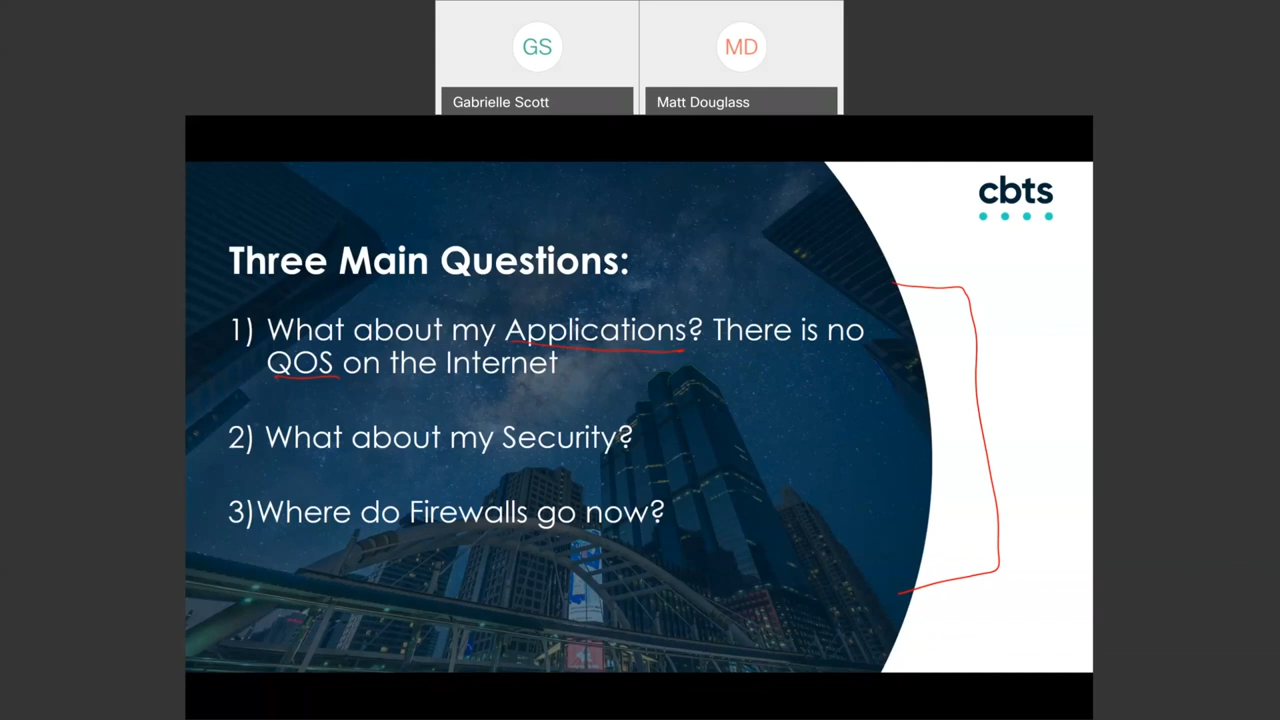 GS
MD
Gabrielle Scott
Matt Douglass
cbts
Three Main Questions:
1) What about my Applications? There is no
QOS on the Internet
2) What about my Security?
3)Where do Firewalls go now?